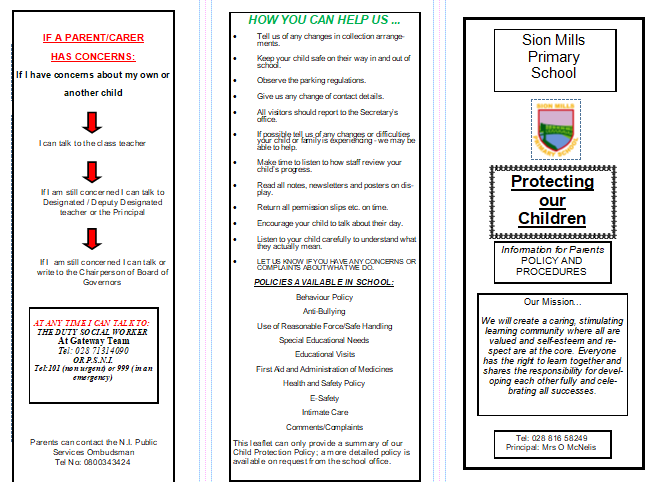 IF A PARENT/CARER
HAS CONCERNS:
If I have concerns about my own or
another child
I can talk to the class teacher
If I am still concerned I can talk to
Designated / Deputy Designated
teacher or the Principal
If I  am still concerned I can talk or
write to the Chairperson of Board of
Governors
AT ANY TIME I CAN TALK TO:
THE DUTY SOCIAL WORKER
At Gateway Team
Tel: 028 71314090
OR P.S.N.I.
Tel:101 (non urgent) or 999 (in an
emergency)
Parents can contact the N.I. Public
Services Ombudsman
Tel No: 0800343424
HOW YOU CAN HELP US ...
• Tell us of any changes in collection arrange-
ments.
• Keep your child safe on their way in and out of
school.
• Observe the parking regulations.
• Give us any change of contact details.
• All visitors should report to the Secretary's
office.
• If possible tell us of any changes or difficulties
your child or family is experiencing - we may be
able to help.
• Make time to listen to how staff review your
child's progress.
• Read all notes, newsletters and posters on dis-
play.
• Return all permission slips etc. on time.
• Encourage your child to talk about their day.
• Listen to your child carefully to understand what
they actually mean.
• LET US KNOW IF YOU HAVE ANY CONCERNS OR
COMPLAINTS ABOUT WHAT WE DO.
POLICIES AVAILABLE IN SCHOOL:
Behaviour Policy
Anti-Bullying
Use of Reasonable Force/Safe Handling
Special Educational Needs
Educational Visits
First Aid and Administration of Medicines
Health and Safety Policy
E-Safety
Intimate Care
Comments/Complaints
This leaflet can only provide a summary of our
Child Protection Policy; a more detailed policy is
available on request from the school office.
Sion Mills
Primary
School
SION MILLS
PRIMARY SCHOOL
Protecting
our
Children
Information for Parents
POLICY AND
PROCEDURES
Our Mission...
We will create a caring, stimulating
learning community where all are
valued and self-esteem and re-
spect are at the core. Everyone
has the right to learn together and
shares the responsibility for devel-
oping each other fully and cele-
brating all successes.
Tel: 028 816 58249
Principal: Mrs O McNelis